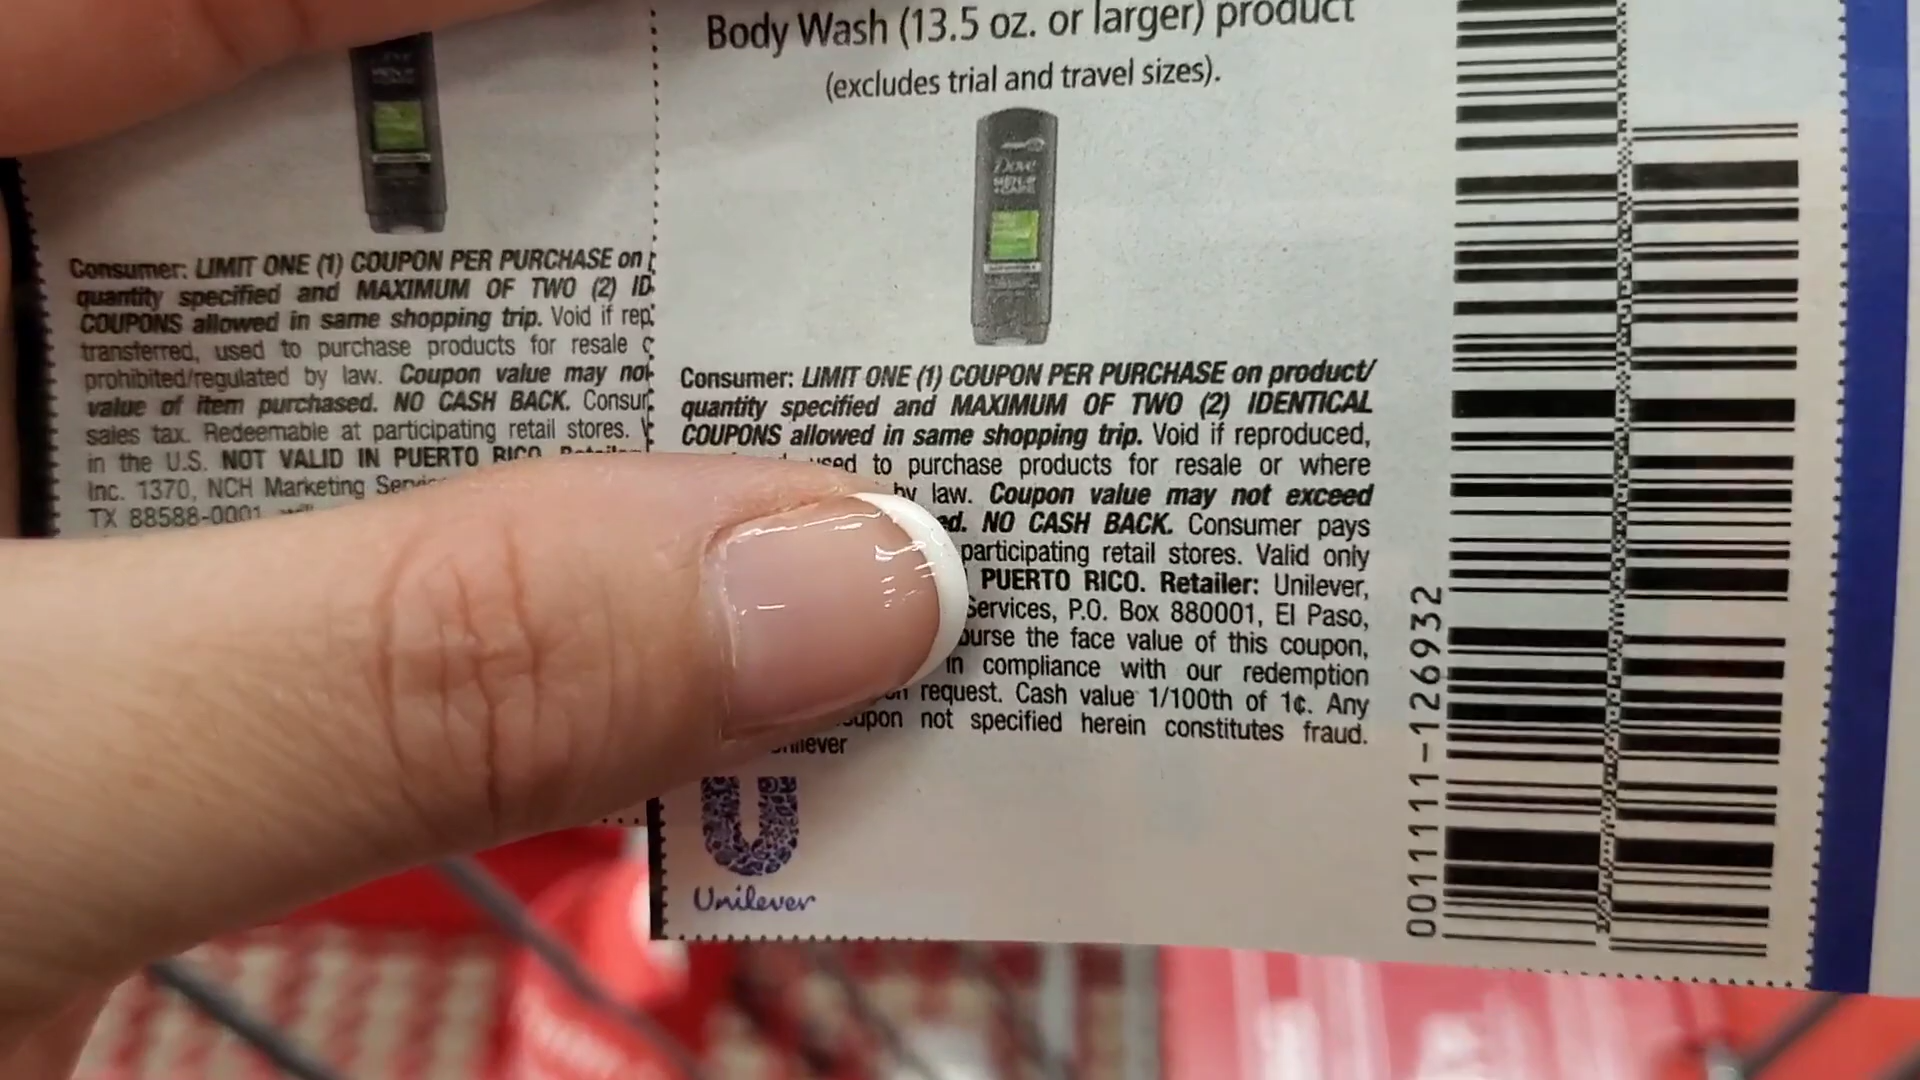 Body Wash (13.5 oz. or larger) product
(excludes trial and travel sizes).
Dove
MEN+
CARE
Consumer: LIMIT ONE (1) COUPON PER PURCHASE on product/
quantity specified and MAXIMUM OF TWO (2) IDENTICAL
COUPONS allowed in same shopping trip. Void if reproduced,
used to purchase products for resale or where
by law. Coupon value may not exceed
NO CASH BACK. Consumer pays
participating retail stores. Valid only
PUERTO RICO. Retailer: Unilever,
Services, P.O. Box 880001, El Paso,
the face value of this coupon,
in compliance with our redemption
request. Cash value 1/100th of 1¢. Any
not specified herein constitutes fraud.
Unilever
Unilever
001111-126932
Consumer: LIMIT ONE (1) COUPON PER PURCHASE on
quantity specified and MAXIMUM OF TWO (2) ID
COUPONS allowed in same shopping trip. Void if rep
transferred, used to purchase products for resale
prohibited/regulated by law. Coupon value may not
value of item purchased. NO CASH BACK. Consur
sales tax. Redeemable at participating retail stores.
in the U.S. NOT VALID IN PUERTO RICO. Retailer
Inc. 1370, NCH Marketing
TX 88588-0001